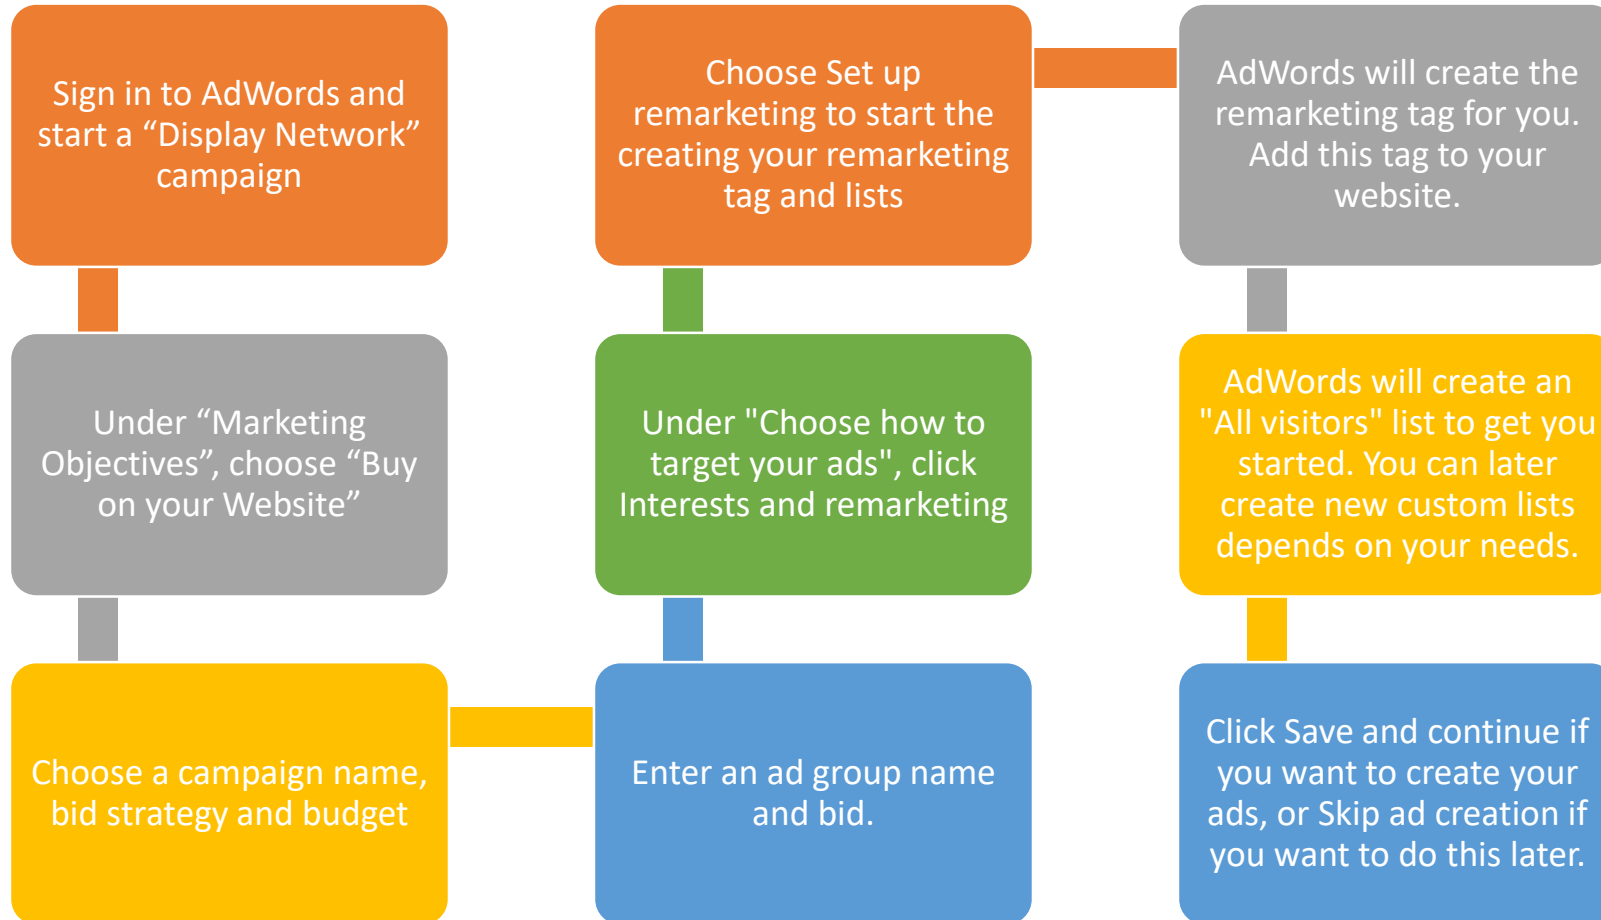 Sign in to AdWords and
start a “Display Network”
campaign
Under “Marketing
Objectives”, choose “Buy
on your Website”
Choose a campaign name,
bid strategy and budget
Enter an ad group name
and bid.
Under "Choose how to
target your ads", click
Interests and remarketing
Choose Set up
remarketing to start the
creating your remarketing
tag and lists
AdWords will create the
remarketing tag for you.
Add this tag to your
website.
AdWords will create an
"All visitors" list to get you
started. You can later
create new custom lists
depends on your needs.
Click Save and continue if
you want to create your
ads, or Skip ad creation if
you want to do this later.